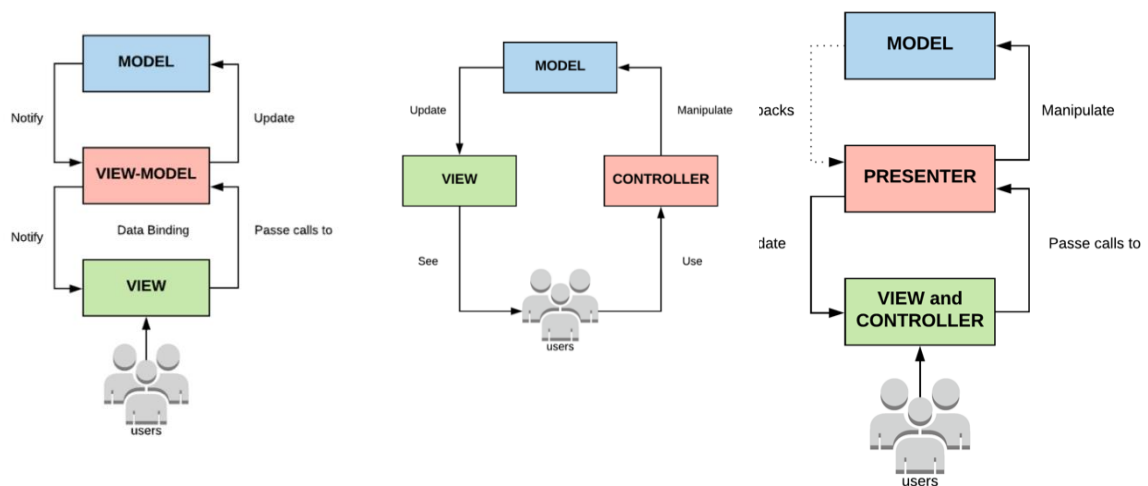 MODEL
Notify
Update
VIEW-MODEL
Notify
Data Binding
Passe calls to
VIEW
users
MODEL
Update
Manipulate
VIEW
CONTROLLER
See
Use
users
MODEL
packs
Manipulate
PRESENTER
date
Passe calls to
VIEW and
CONTROLLER
users